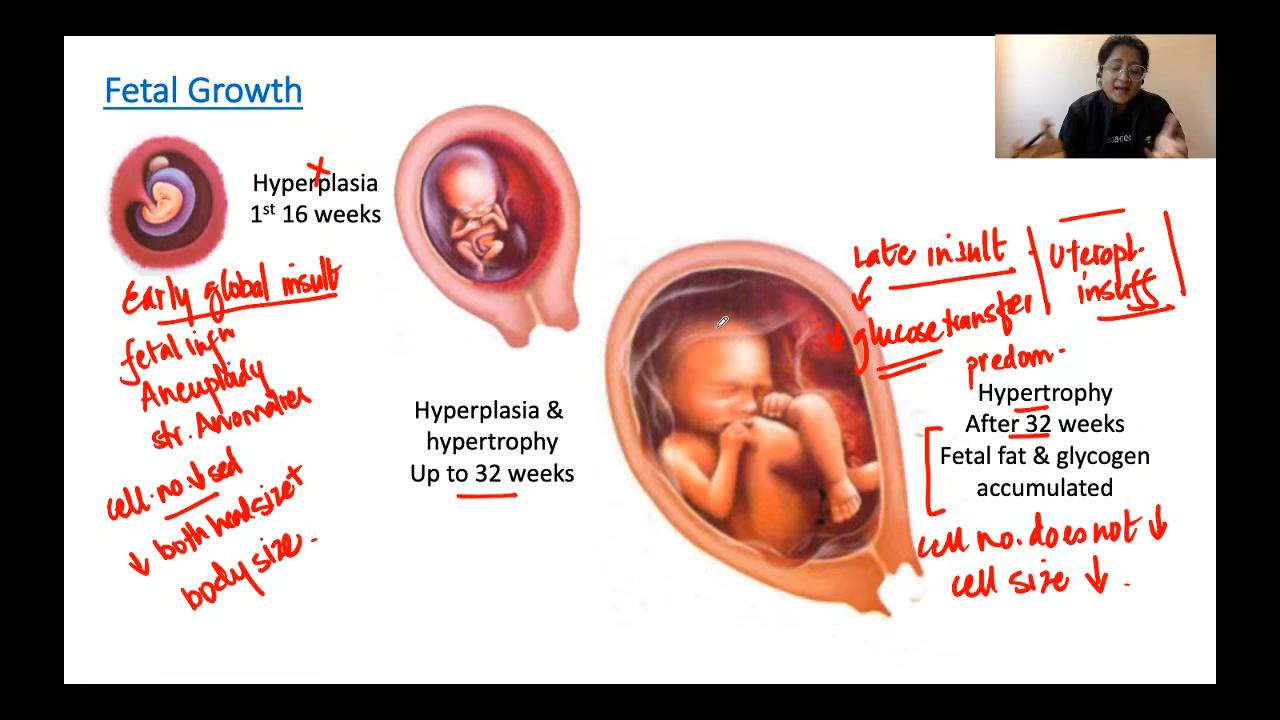 Fetal Growth
Hyperplasia
1st 16 weeks
Early global insult
fetal infn
Aneuploidy
str. Anomalies
cell no. ↓sed
↓ both head size +
body size.
Hyperplasia &
hypertrophy
Up to 32 weeks
Late insult
↓ glucose transfer
predom.
Uteropl.
insuff
Hypertrophy
After 32 weeks
Fetal fat & glycogen
accumulated
cell no. does not ↓
cell size ↓.
acade